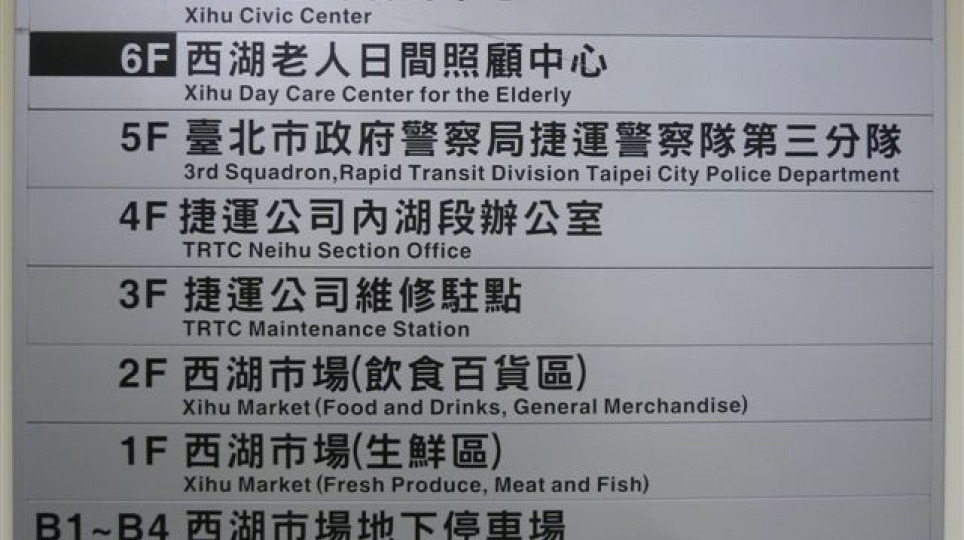 Xihu Civic Center
6F 西湖老人日間照顧中心
Xihu Day Care Center for the Elderly
5F 臺北市政府警察局捷運警察隊第三分隊
3rd Squadron,Rapid Transit Division Taipei City Police Department
4F 捷運公司內湖段辦公室
TRTC Neihu Section Office
3F 捷運公司維修駐點
TRTC Maintenance Station
2F 西湖市場(飲食百貨區)
Xihu Market (Food and Drinks, General Merchandise)
1F 西湖市場(生鮮區)
Xihu Market (Fresh Produce, Meat and Fish)
B1~B4 西湖市場地下停車場